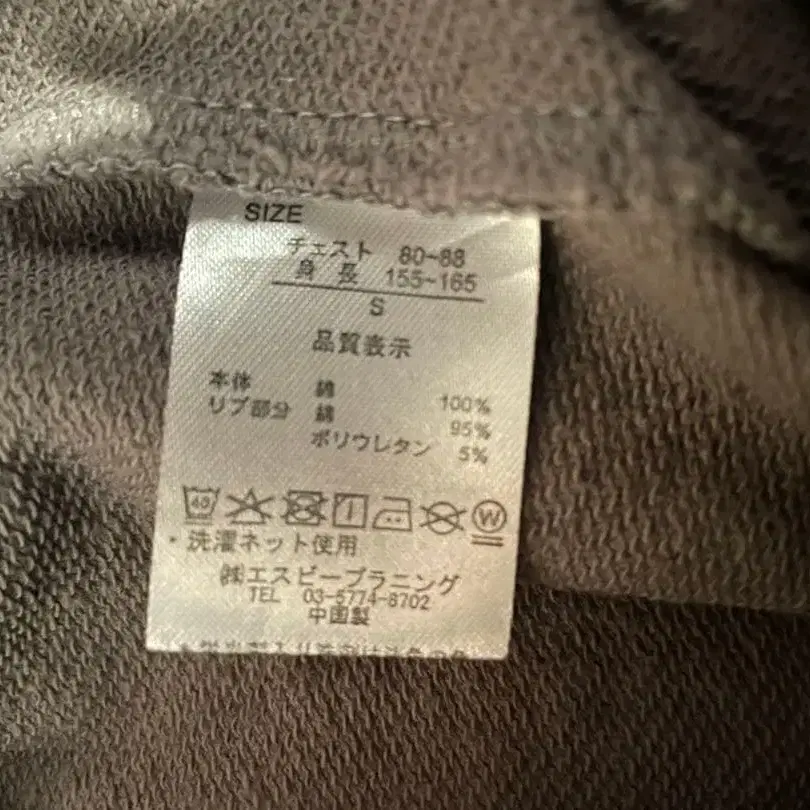 SIZE
チェスト 80~88
身長 155~165
S
品質表示
本体 綿 100%
リブ部分 綿 95%
ポリウレタン 5%
40
W
・洗濯ネット使用
㈱エスビープラニング
TEL 03-5774-8702
中国製